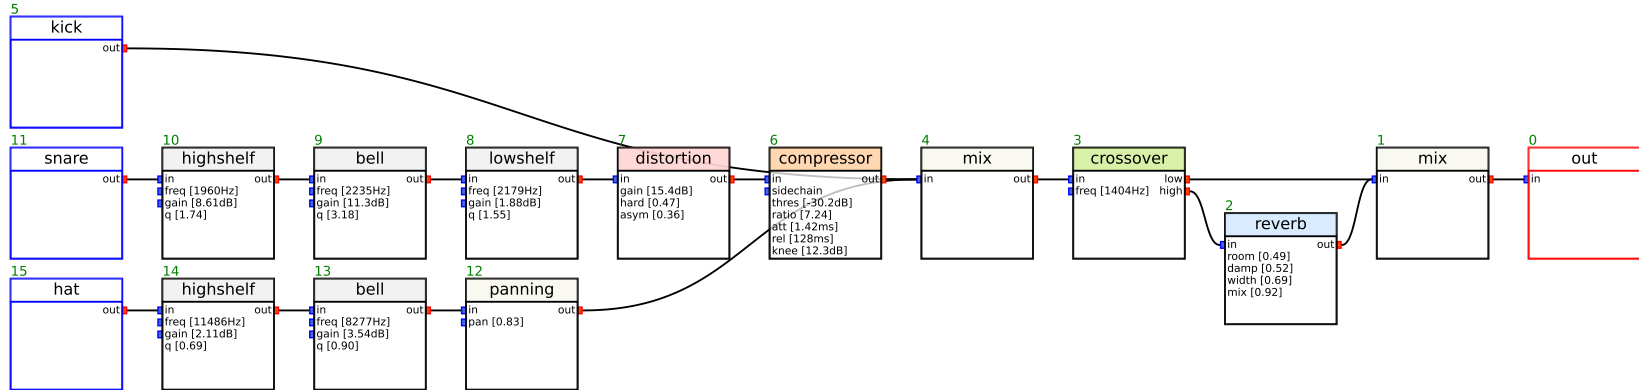 5
kick
out
11
snare
out
10
highshelf
in out
freq [1960Hz]
gain [8.61dB]
q [1.74]
9
bell
in out
freq [2235Hz]
gain [11.3dB]
q [3.18]
8
lowshelf
in out
freq [2179Hz]
gain [1.88dB]
q [1.55]
7
distortion
in out
gain [15.4dB]
hard [0.47]
asym [0.36]
6
compressor
in out
sidechain
thres [-30.2dB]
ratio [7.24]
att [1.42ms]
rel [128ms]
knee [12.3dB]
4
mix
in out
3
crossover
in low
freq [1404Hz] high
2
reverb
in out
room [0.49]
damp [0.52]
width [0.69]
mix [0.92]
1
mix
in out
0
out
in
15
hat
out
14
highshelf
in out
freq [11486Hz]
gain [2.11dB]
q [0.69]
13
bell
in out
freq [8277Hz]
gain [3.54dB]
q [0.90]
12
panning
in out
pan [0.83]